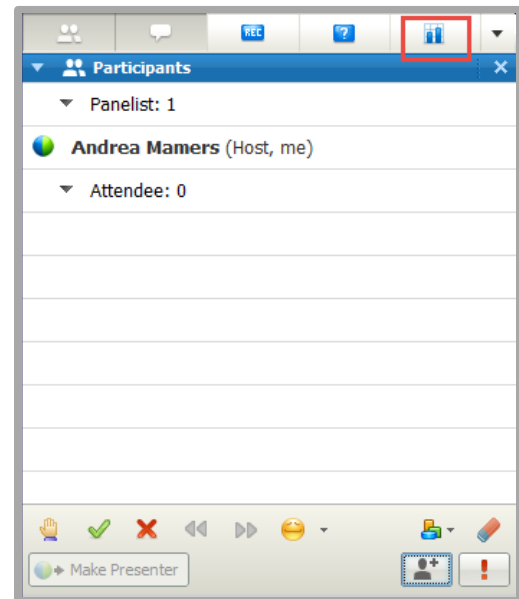 REC
?
Participants
Panelist: 1
Andrea Mamers (Host, me)
Attendee: 0
Make Presenter